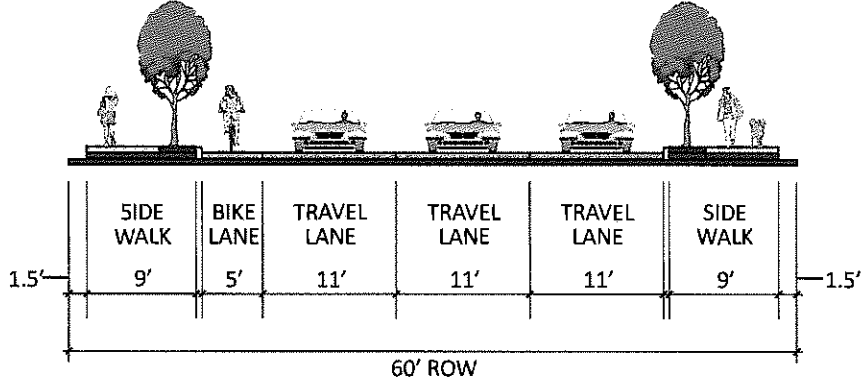 SIDE
WALK
9'
BIKE
LANE
5'
TRAVEL
LANE
11'
TRAVEL
LANE
11'
TRAVEL
LANE
11'
SIDE
WALK
9'
1.5'
1.5'
60' ROW